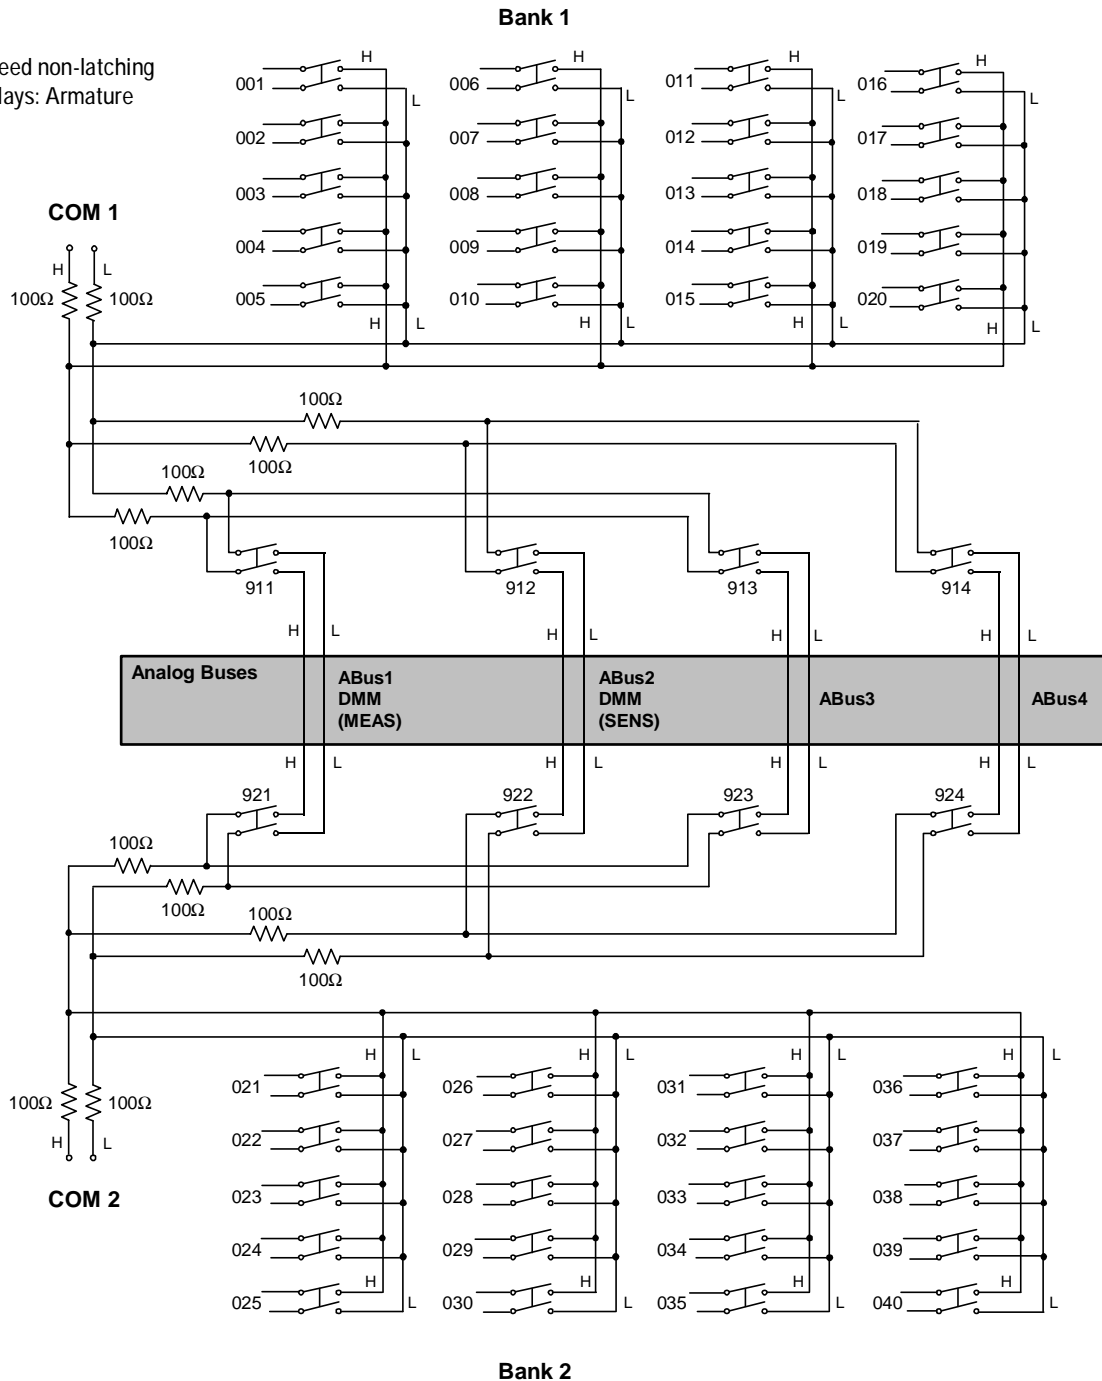 Bank 1
eed non-latching
lays: Armature
H H H H
001 006 011 016
L L L L
002 007 012 017
003 008 013 018
COM 1
004 009 014 019
H L
100Ω 100Ω
005 010 015 020
H L H L H L H L
100Ω
100Ω
100Ω
100Ω
911 912 913 914
H L H L H L H L
Analog Buses
ABus1 ABus2 ABus3 ABus4
DMM DMM
(MEAS) (SENS)
H L H L H L H L
921 922 923 924
100Ω
100Ω
100Ω
100Ω
H L H L H L H L
021 026 031 036
100Ω 100Ω
022 027 032 037
H L
COM 2
023 028 033 038
024 029 034 039
H H H H
025 030 035 040
L L L L
Bank 2